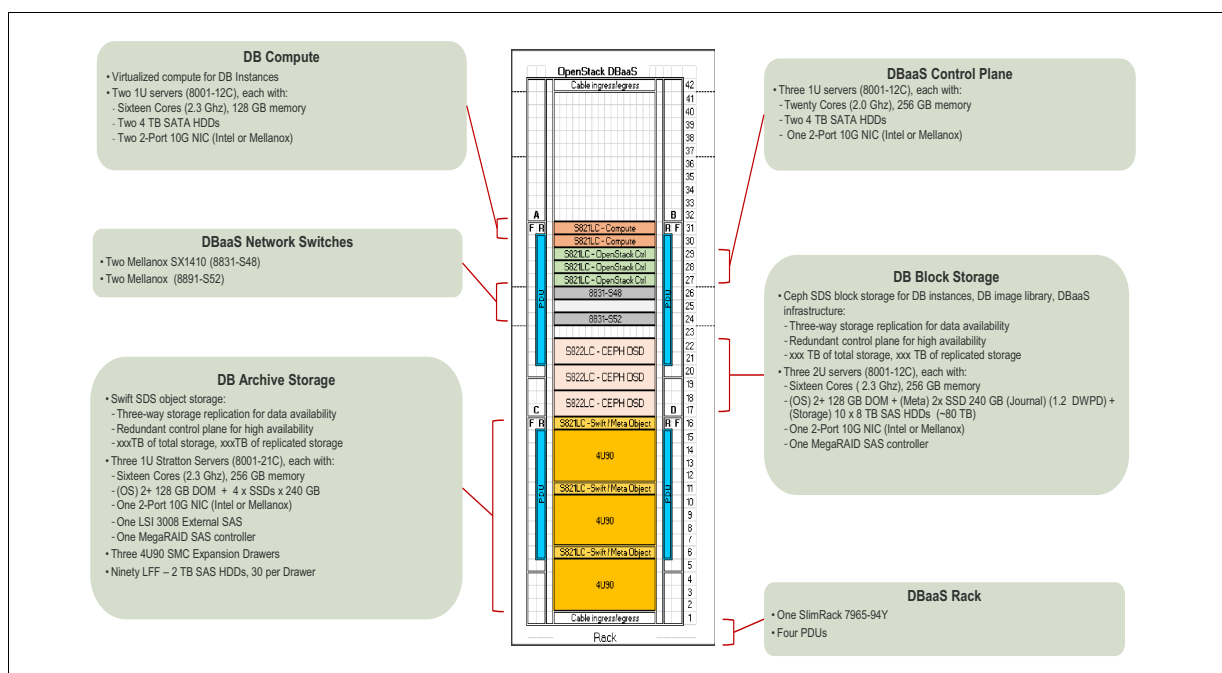 DB Compute
• Virtualized compute for DB Instances
• Two 1U servers (8001-12C), each with:
- Sixteen Cores (2.3 Ghz), 128 GB memory
- Two 4 TB SATA HDDs
- Two 2-Port 10G NIC (Intel or Mellanox)
DBaaS Network Switches
• Two Mellanox SX1410 (8831-S48)
• Two Mellanox (8891-S52)
DB Archive Storage
• Swift SDS object storage:
- Three-way storage replication for data availability
- Redundant control plane for high availability
- xxxTB of total storage, xxxTB of replicated storage
• Three 1U Stratton Servers (8001-21C), each with:
- Sixteen Cores (2.3 Ghz), 256 GB memory
- (OS) 2+ 128 GB DOM + 4 x SSDs x 240 GB
- One 2-Port 10G NIC (Intel or Mellanox)
- One LSI 3008 External SAS
- One MegaRAID SAS controller
• Three 4U90 SMC Expansion Drawers
• Ninety LFF – 2 TB SAS HDDs, 30 per Drawer
OpenStack DBaaS
Cable ingress/egress 42
41
40
39
38
37
36
35
34
33
A B 32
F R S821LC - Compute R F 31
S821LC - Compute 30
S821LC - OpenStack Ctrl 29
S821LC - OpenStack Ctrl 28
S821LC - OpenStack Ctrl 27
PDU 8831-S48 PDU 26
25
8831-S52 24
23
S822LC - CEPH OSD 22
21
S822LC - CEPH OSD 20
19
S822LC - CEPH OSD 18
C D 17
F R S821LC - Swift / Meta Object R F 16
15
4U90 14
13
12
PDU S821LC - Swift / Meta Object PDU 11
10
4U90 9
8
7
S821LC - Swift / Meta Object 6
5
4U90 4
3
2
Cable ingress/egress 1
Rack
DBaaS Control Plane
• Three 1U servers (8001-12C), each with:
- Twenty Cores (2.0 Ghz), 256 GB memory
- Two 4 TB SATA HDDs
- One 2-Port 10G NIC (Intel or Mellanox)
DB Block Storage
• Ceph SDS block storage for DB instances, DB image library, DBaaS
infrastructure:
- Three-way storage replication for data availability
- Redundant control plane for high availability
- xxx TB of total storage, xxx TB of replicated storage
• Three 2U servers (8001-12C), each with:
- Sixteen Cores ( 2.3 Ghz), 256 GB memory
- (OS) 2+ 128 GB DOM + (Meta) 2x SSD 240 GB (Journal) (1.2 DWPD) +
(Storage) 10 x 8 TB SAS HDDs (~80 TB)
- One 2-Port 10G NIC (Intel or Mellanox)
- One MegaRAID SAS controller
DBaaS Rack
• One SlimRack 7965-94Y
• Four PDUs